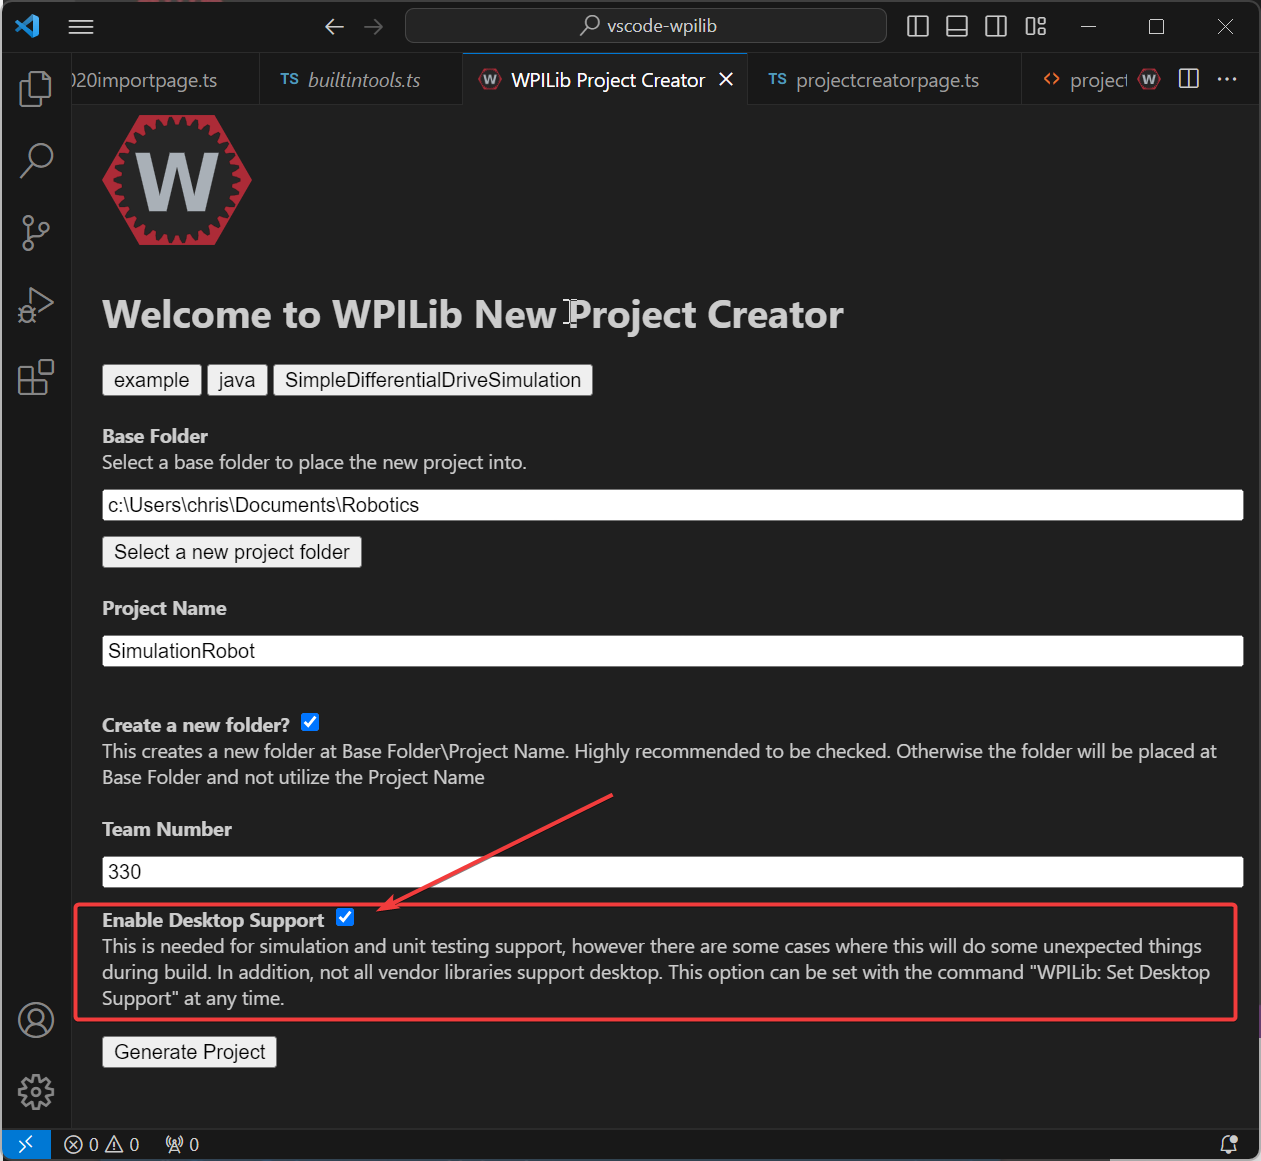 vscode-wpilib
020importpage.ts
TS builtintools.ts
W WPILib Project Creator
TS projectcreatorpage.ts
project
W
W
Welcome to WPILib New Project Creator
example java SimpleDifferentialDriveSimulation
Base Folder
Select a base folder to place the new project into.
c:\Users\chris\Documents\Robotics
Select a new project folder
Project Name
SimulationRobot
Create a new folder?
This creates a new folder at Base Folder\Project Name. Highly recommended to be checked. Otherwise the folder will be placed at
Base Folder and not utilize the Project Name
Team Number
330
Enable Desktop Support
This is needed for simulation and unit testing support, however there are some cases where this will do some unexpected things
during build. In addition, not all vendor libraries support desktop. This option can be set with the command "WPILib: Set Desktop
Support" at any time.
Generate Project
0 0 0